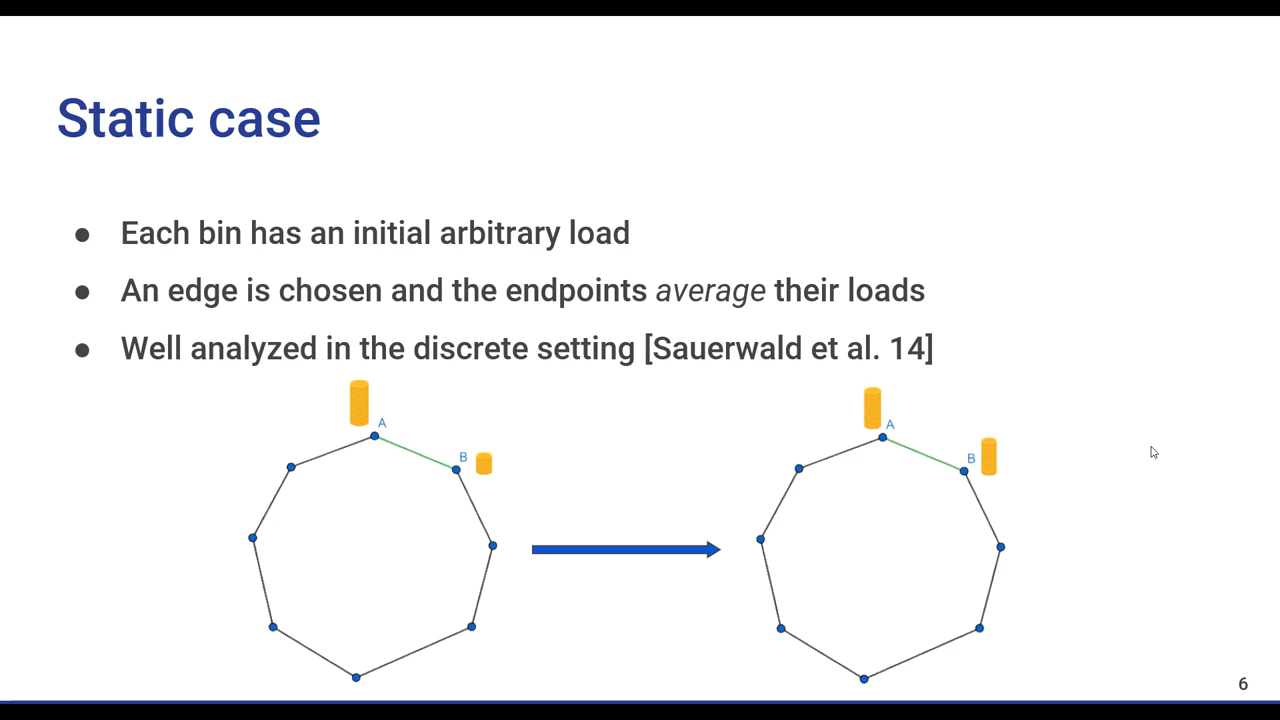 Static case
● Each bin has an initial arbitrary load
● An edge is chosen and the endpoints average their loads
● Well analyzed in the discrete setting [Sauerwald et al. 14]
A
B
A
B
6